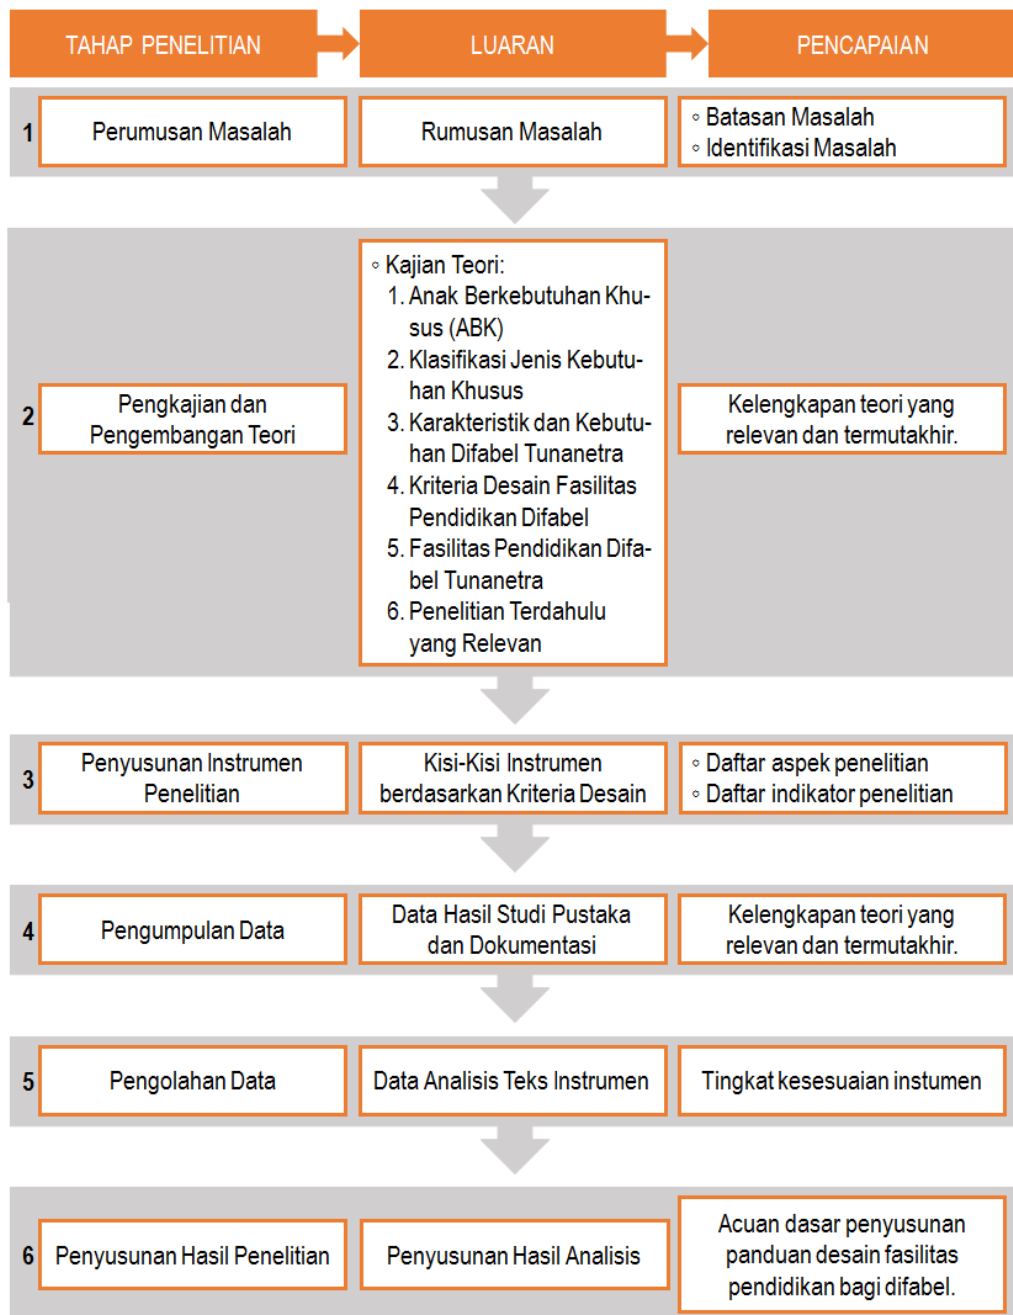 TAHAP PENELITIAN
LUARAN
PENCAPAIAN
1
Perumusan Masalah
Rumusan Masalah
◦ Batasan Masalah
◦ Identifikasi Masalah
2
Pengkajian dan
Pengembangan Teori
◦ Kajian Teori:
1. Anak Berkebutuhan Khu-
sus (ABK)
2. Klasifikasi Jenis Kebutu-
han Khusus
3. Karakteristik dan Kebutu-
han Difabel Tunanetra
4. Kriteria Desain Fasilitas
Pendidikan Difabel
5. Fasilitas Pendidikan Difa-
bel Tunanetra
6. Penelitian Terdahulu
yang Relevan
Kelengkapan teori yang
relevan dan termutakhir.
3
Penyusunan Instrumen
Penelitian
Kisi-Kisi Instrumen
berdasarkan Kriteria Desain
◦ Daftar aspek penelitian
◦ Daftar indikator penelitian
4
Pengumpulan Data
Data Hasil Studi Pustaka
dan Dokumentasi
Kelengkapan teori yang
relevan dan termutakhir.
5
Pengolahan Data
Data Analisis Teks Instrumen
Tingkat kesesuaian instumen
6
Penyusunan Hasil Penelitian
Penyusunan Hasil Analisis
Acuan dasar penyusunan
panduan desain fasilitas
pendidikan bagi difabel.